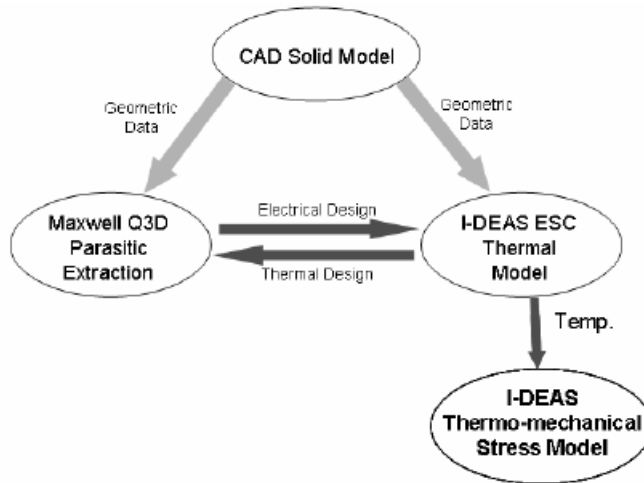 CAD Solid Model
Geometric
Data
Geometric
Data
Maxwell Q3D
Parasitic
Extraction
Electrical Design
Thermal Design
I-DEAS ESC
Thermal
Model
Temp.
I-DEAS
Thermo-mechanical
Stress Model